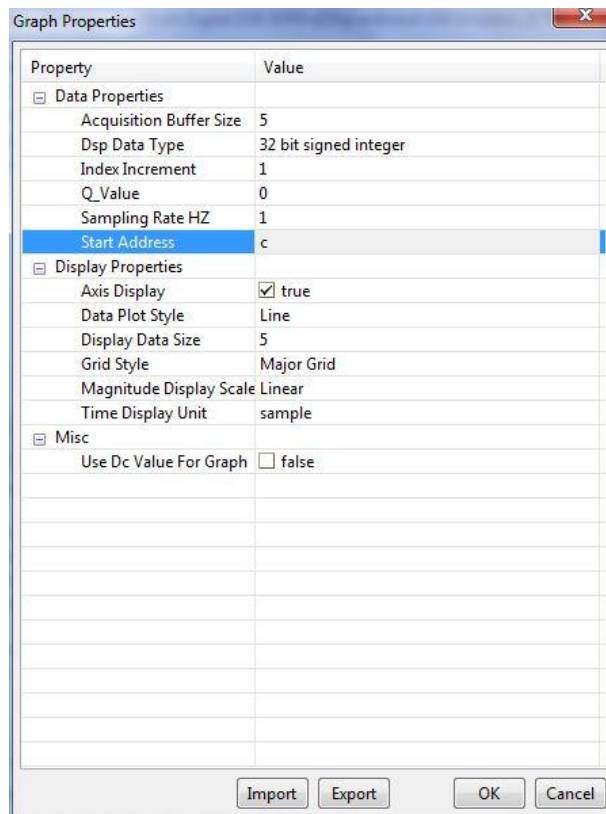 Graph Properties
Property Value
Data Properties
Acquisition Buffer Size 5
Dsp Data Type 32 bit signed integer
Index Increment 1
Q_Value 0
Sampling Rate HZ 1
Start Address c
Display Properties
Axis Display true
Data Plot Style Line
Display Data Size 5
Grid Style Major Grid
Magnitude Display Scale Linear
Time Display Unit sample
Misc
Use Dc Value For Graph false
Import Export OK Cancel